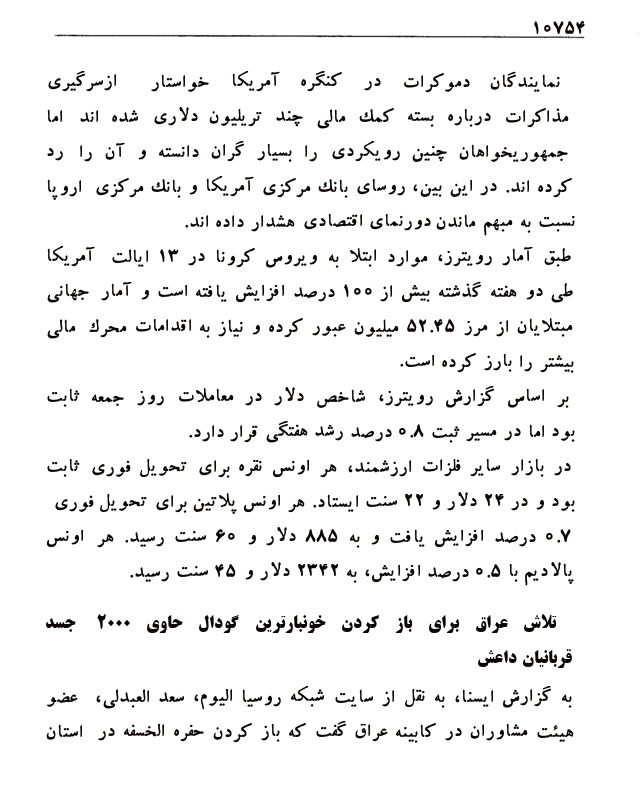 ۱۰۷۵۴
نمایندگان دموکرات در کنگره آمریکا خواستار ازسرگیری
مذاکرات درباره بسته کمك مالی چند تریلیون دلاری شده اند اما
جمهوریخواهان چنین رویکردی را بسیار گران دانسته و آن را رد
کرده اند. در این بین، روسای بانك مرکزی آمریکا و بانك مرکزی اروپا
نسبت به مبهم ماندن دورنمای اقتصادی هشدار داده اند.
طبق آمار رویترز، موارد ابتلا به ویروس کرونا در ۱۳ ایالت آمریکا
طی دو هفته گذشته بیش از ۱۰۰ درصد افزایش یافته است و آمار جهانی
مبتلایان از مرز ۵۲.۴۵ میلیون عبور کرده و نیاز به اقدامات محرك مالی
بیشتر را بارز کرده است.
بر اساس گزارش رویترز، شاخص دلار در معاملات روز جمعه ثابت
بود اما در مسیر ثبت ۰.۸ درصد رشد هفتگی قرار دارد.
در بازار سایر فلزات ارزشمند، هر اونس نقره برای تحویل فوری ثابت
بود و در ۲۴ دلار و ۲۲ سنت ایستاد. هر اونس پلاتین برای تحویل فوری
۰.۷ درصد افزایش یافت و به ۸۸۵ دلار و ۶۰ سنت رسید. هر اونس
پالادیم با ۰.۵ درصد افزایش، به ۲۳۴۲ دلار و ۴۵ سنت رسید.
تلاش عراق برای باز کردن خونبارترین گودال حاوی ۲۰۰۰ جسد
قربانیان داعش
به گزارش ایسنا، به نقل از سایت شبکه روسیا الیوم، سعد العبدلی، عضو
هیئت مشاوران در کابینه عراق گفت که باز کردن حفره الخسفه در استان